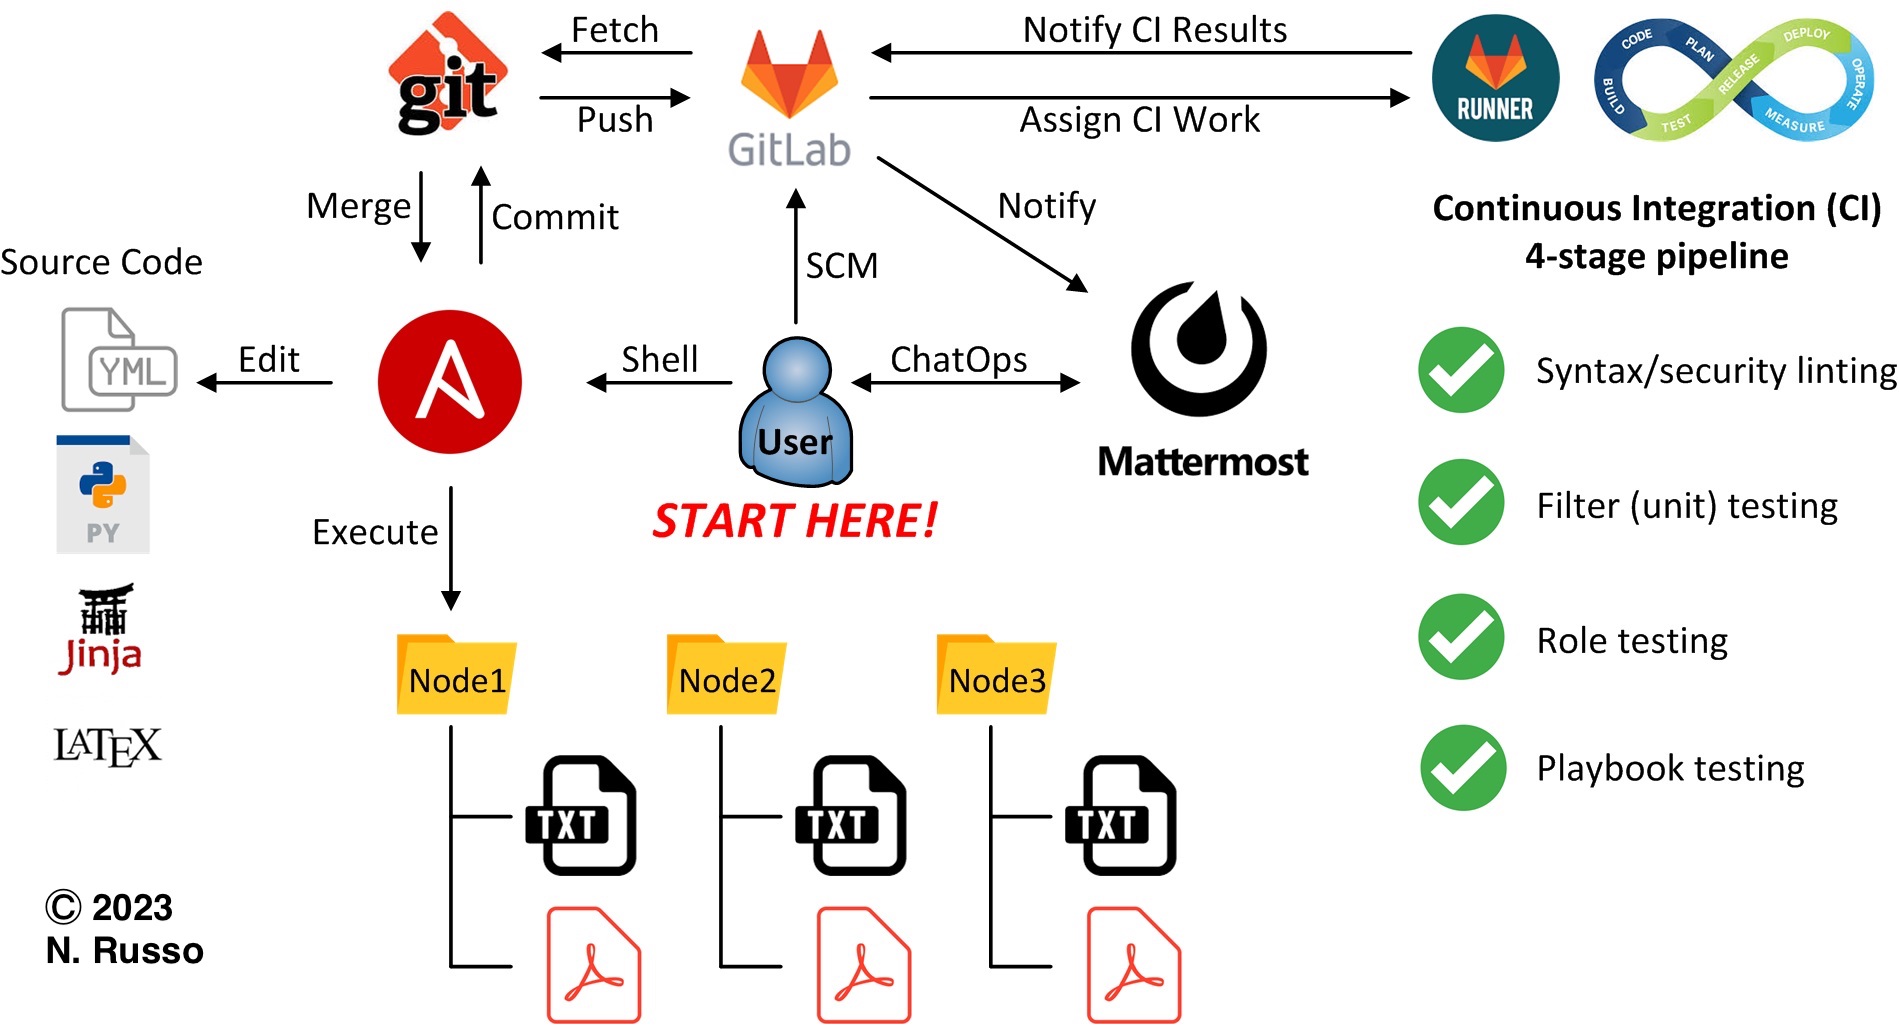 Fetch
Push
git
GitLab
Notify CI Results
Assign CI Work
RUNNER
CODE
PLAN
BUILD
TEST
RELEASE
DEPLOY
OPERATE
MEASURE
Merge
Commit
SCM
Notify
Continuous Integration (CI)
4-stage pipeline
Source Code
YML
Edit
A
Shell
User
ChatOps
Mattermost
START HERE!
Syntax/security linting
Filter (unit) testing
Role testing
Playbook testing
PY
Jinja
LATEX
Execute
Node1
Node2
Node3
TXT
TXT
TXT
© 2023
N. Russo